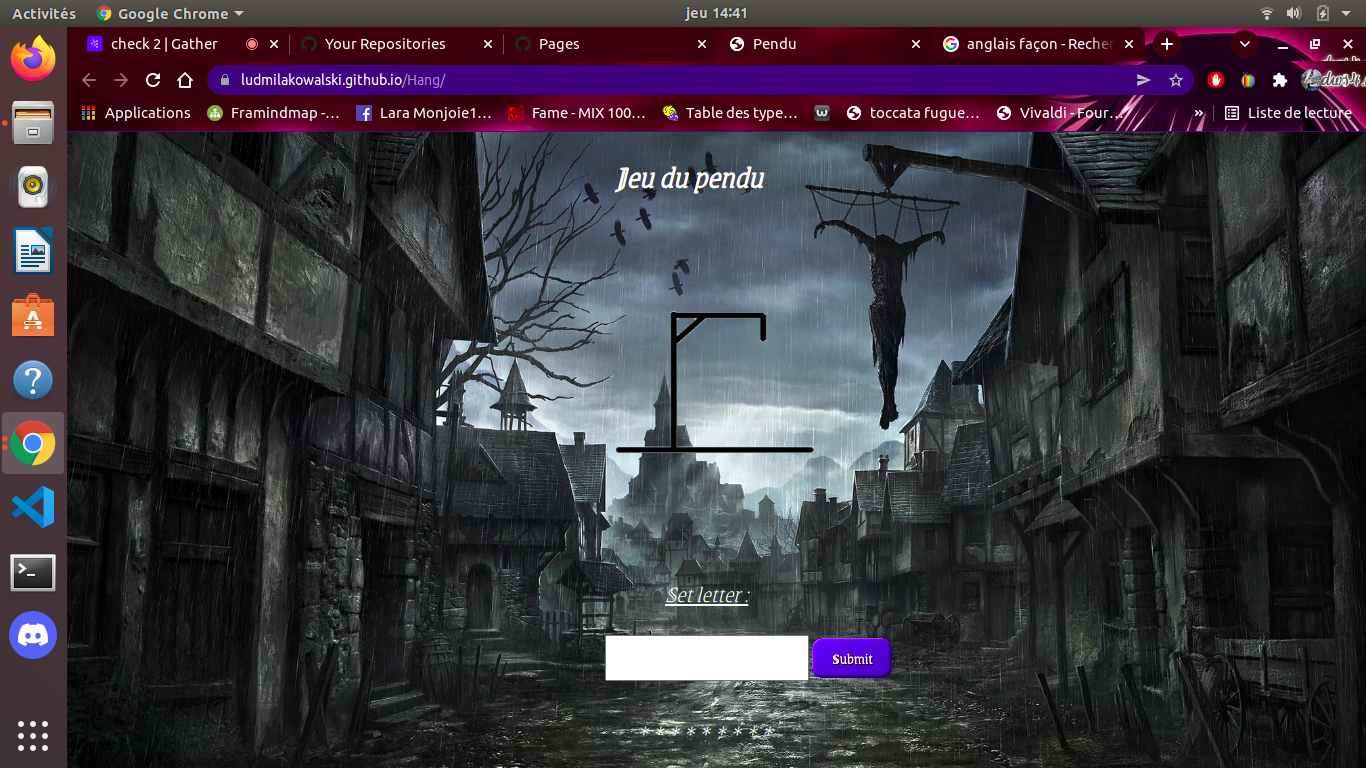 Activités Google Chrome jeu 14:41
check 2 | Gather Your Repositories Pages Pendu anglais façon - Recher
ludmilakowalski.github.io/Hang/
Applications Framindmap -... Lara Monjoie1... Fame - MIX 100... Table des type... toccata fugue... Vivaldi - Four... » Liste de lecture
Jeu du pendu
Set letter :
Submit
* * * * * * * * *